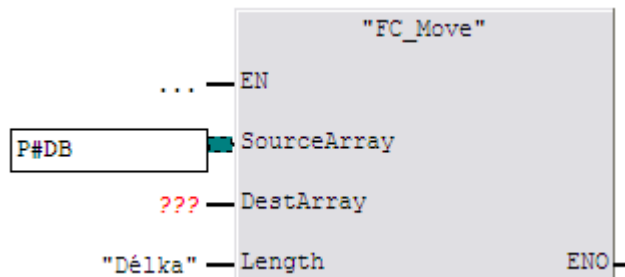 "FC_Move"
... EN
P#DB SourceArray
??? DestArray
"Délka" Length ENO